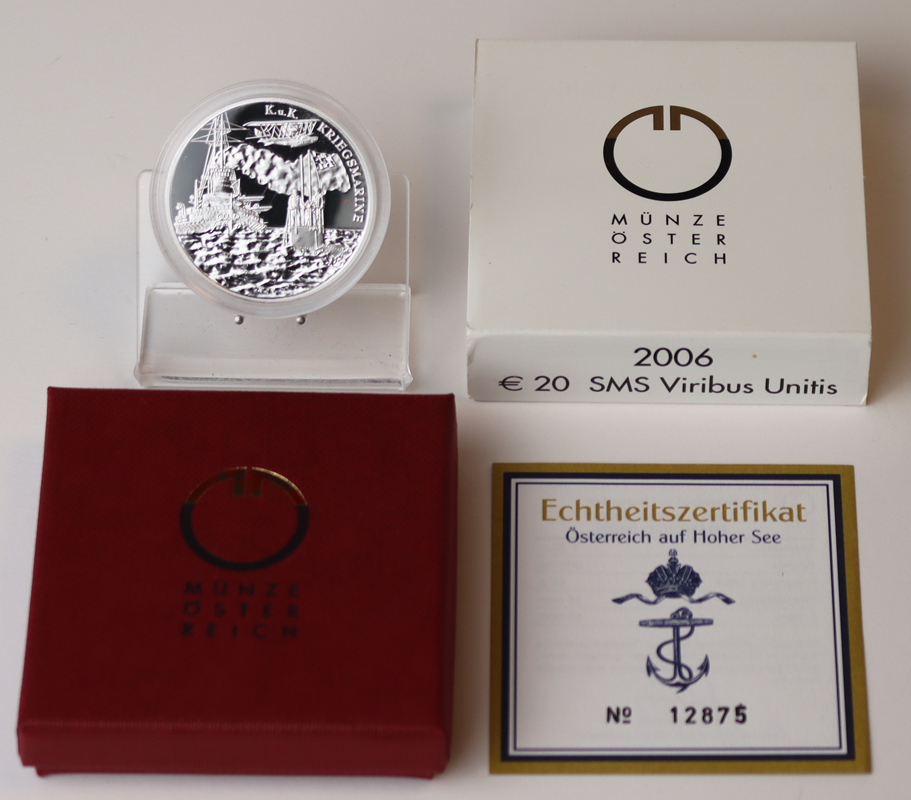 K.u.K. KRIEGSMARINE
MÜNZE
ÖSTER
REICH
2006
€ 20 SMS Viribus Unitis
MÜNZE
ÖSTER
REICH
Echtheitszertifikat
Österreich auf Hoher See
Nº 12875